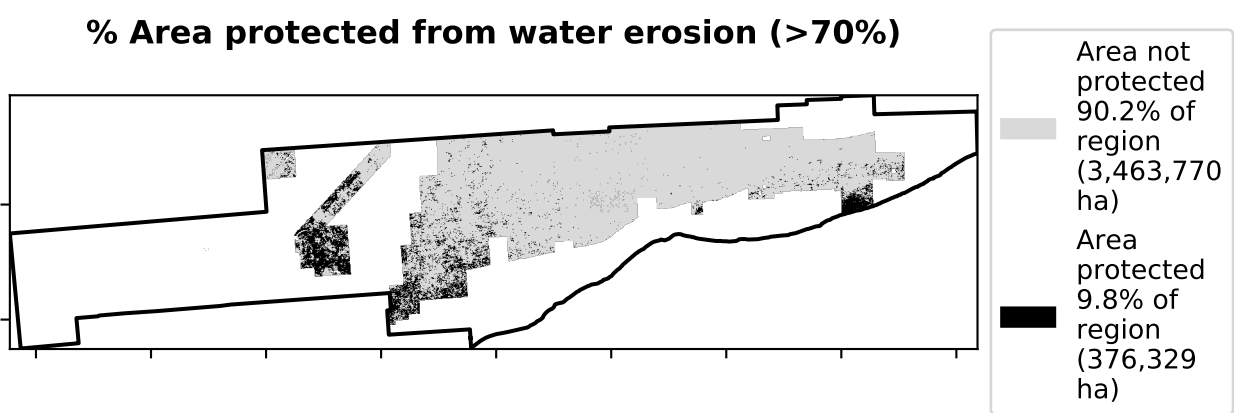 % Area protected from water erosion (>70%)
Area not
protected
90.2% of
region
(3,463,770
ha)
Area
protected
9.8% of
region
(376,329
ha)